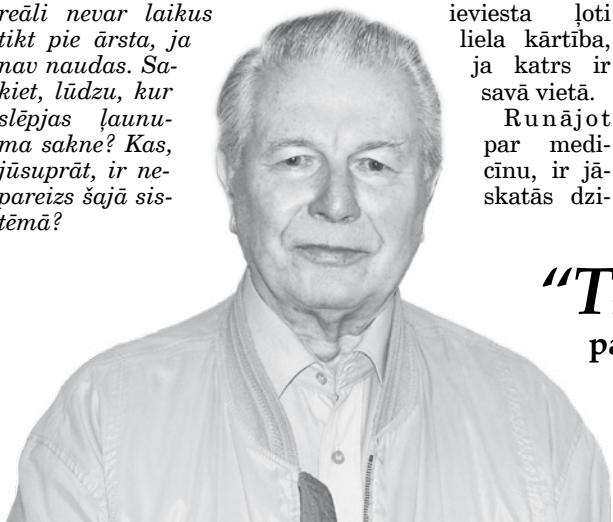 reāli nevar laikus
tikt pie ārsta, ja
nav naudas. Sa-
kiet, lūdzu, kur
slēpjas ļaunu-
ma sakne? Kas,
jūsuprāt, ir ne-
pareizs šajā sis-
tēmā?
ieviesta ļoti
liela kārtība,
ja katrs ir
savā vietā.
Runājot
par medi-
cīnu, ir jā-
skatās dzi-
“T
pa